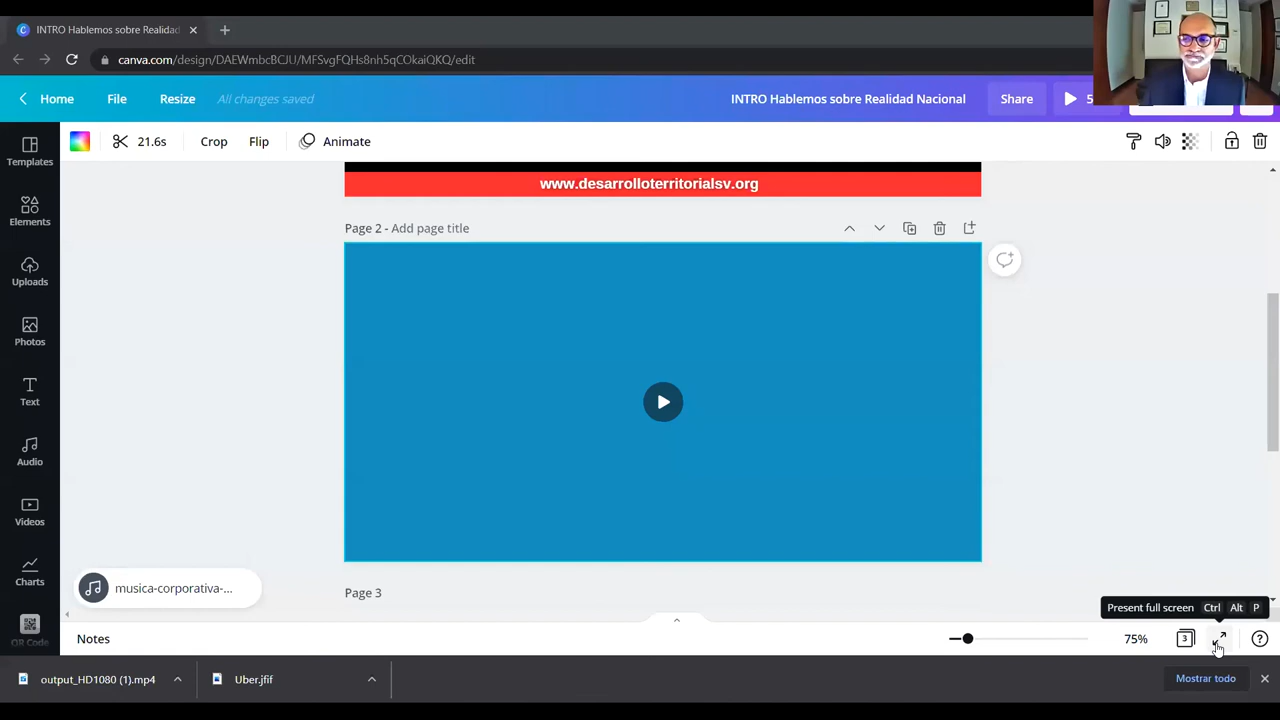 INTRO Hablemos sobre Realidad
canva.com/design/DAEWmbcBCJU/MFSvgFQHs8nh5qCOkaiQKQ/edit
Home File Resize All changes saved INTRO Hablemos sobre Realidad Nacional Share 5
21.6s Crop Flip Animate
Templates
Elements
Uploads
Photos
Text
Audio
Videos
Charts
QR Code
www.desarrolloterritorialsv.org
Page 2 - Add page title
musica-corporativa-...
Page 3
Present full screen Ctrl Alt P
Notes 75% 3
output_HD1080 (1).mp4 Uber.jfif Mostrar todo